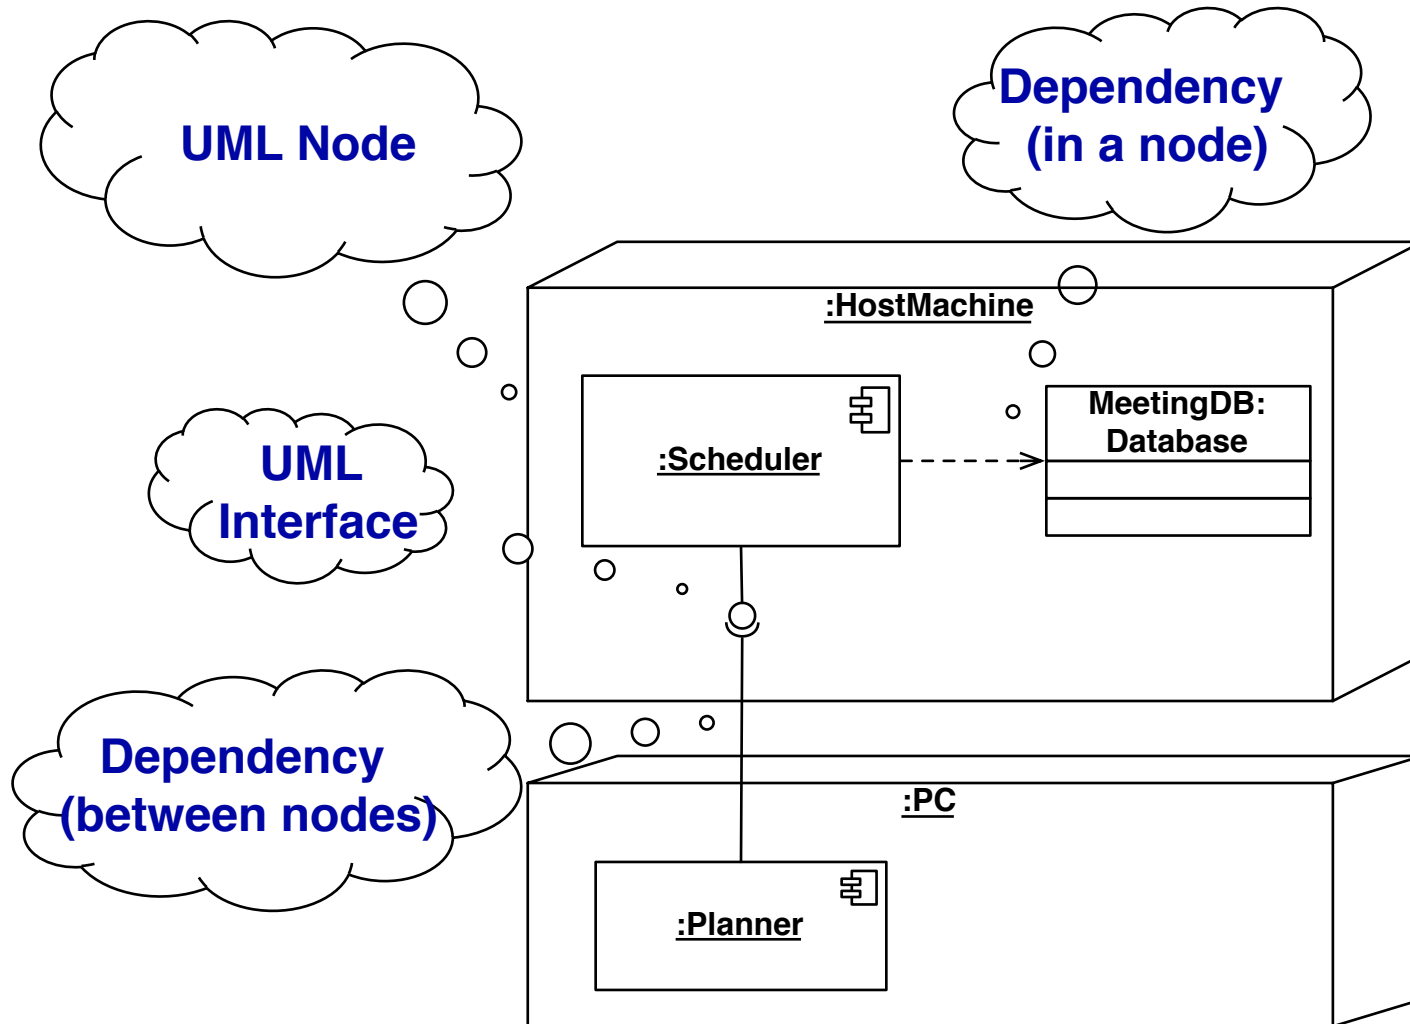 UML Node
Dependency
(in a node)
:HostMachine
MeetingDB:
Database
:Scheduler
UML
Interface
Dependency
(between nodes)
:PC
:Planner